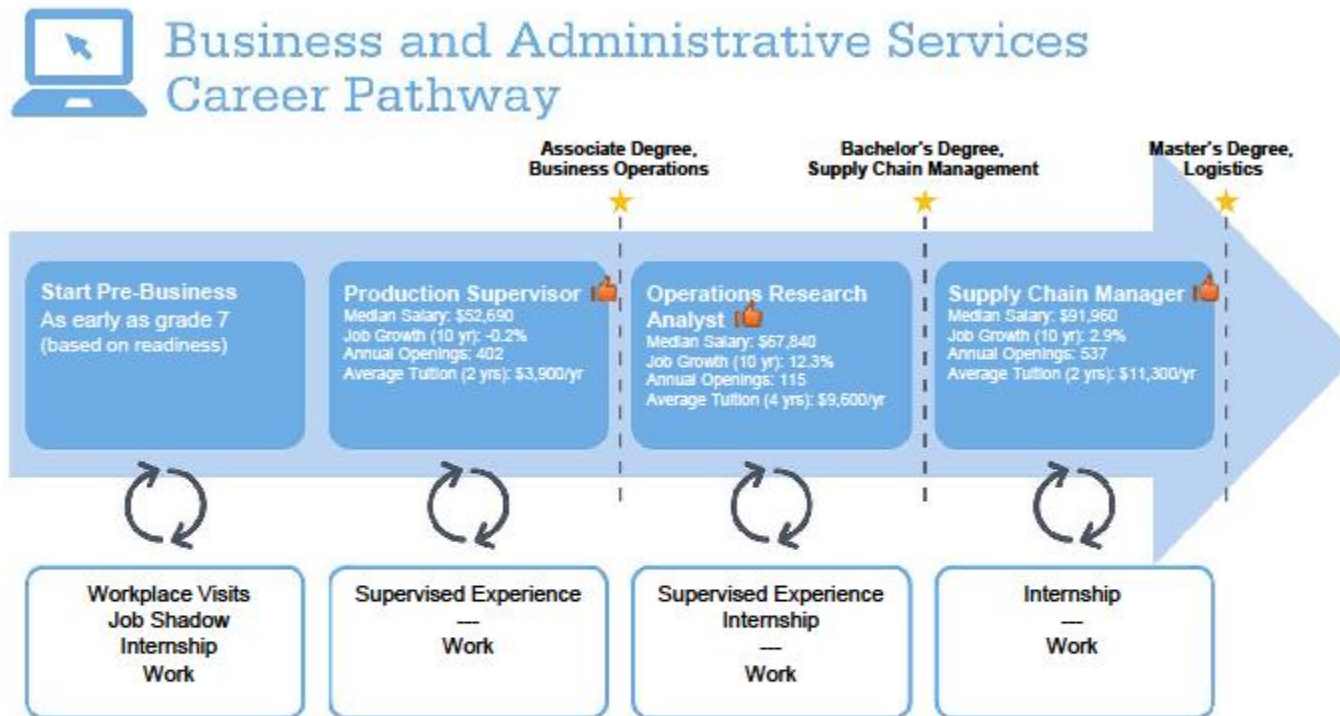 Business and Administrative Services
Career Pathway
Associate Degree,
Business Operations
Bachelor's Degree,
Supply Chain Management
Master's Degree,
Logistics
Start Pre-Business
As early as grade 7
(based on readiness)
Production Supervisor
Median Salary: $52,690
Job Growth (10 yr): -0.2%
Annual Openings: 402
Average Tuition (2 yrs): $3,900/yr
Operations Research
Analyst
Median Salary: $67,840
Job Growth (10 yr): 12.3%
Annual Openings: 115
Average Tuition (4 yrs): $9,600/yr
Supply Chain Manager
Median Salary: $91,960
Job Growth (10 yr): 2.9%
Annual Openings: 537
Average Tuition (2 yrs): $11,300/yr
Workplace Visits
Job Shadow
Internship
Work
Supervised Experience
---
Work
Supervised Experience
Internship
---
Work
Internship
---
Work